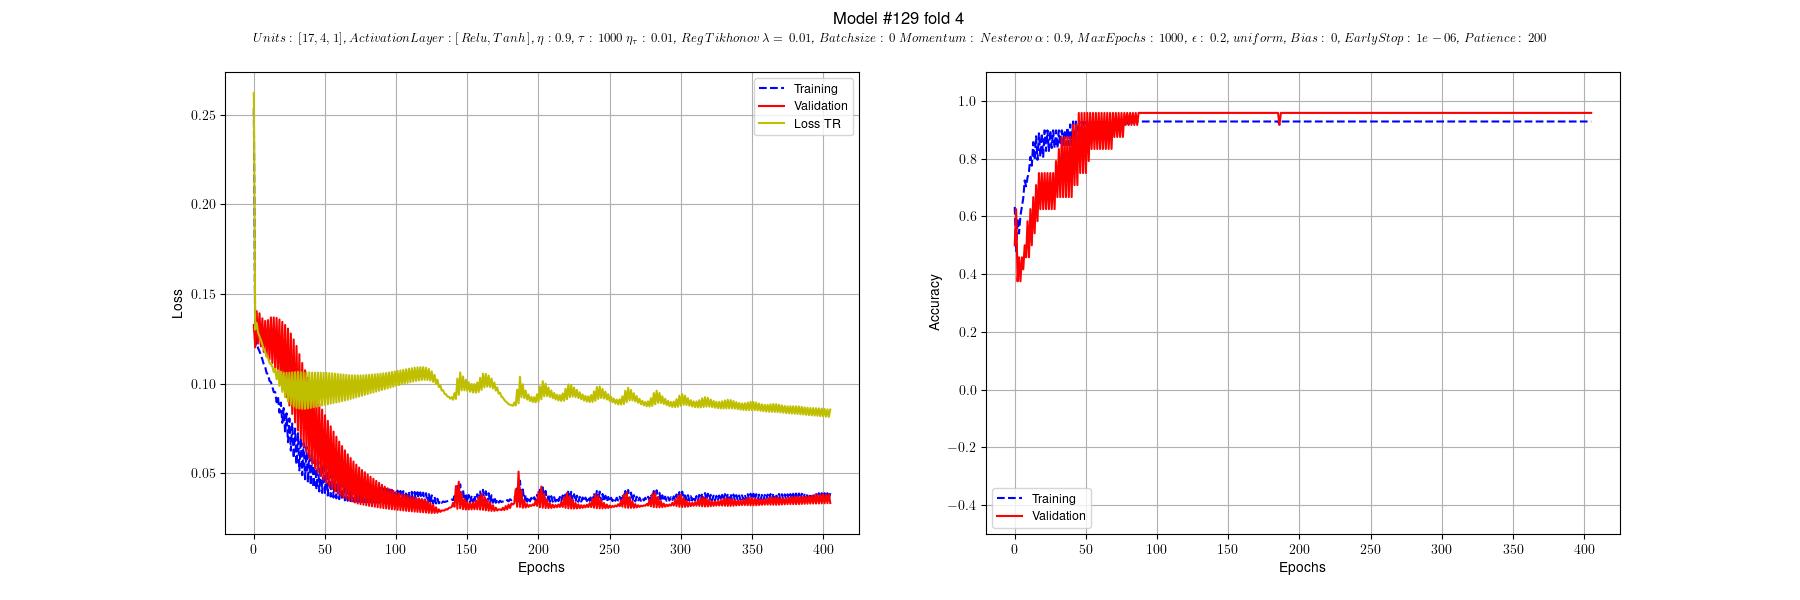 Model #129 fold 4
Units : [17, 4, 1], ActivationLayer : [ Relu, Tanh], η : 0.9, τ : 1000 ητ : 0.01, RegTikhonov λ = 0.01, Batchsize : 0 Momentum : Nesterov α : 0.9, MaxEpochs : 1000, ϵ : 0.2, uniform, Bias : 0, EarlyStop : 1e − 06, Patience : 200
Training
Validation
Loss TR
0.25
0.20
0.15
0.10
0.05
Loss
0 50 100 150 200 250 300 350 400
Epochs
1.0
0.8
0.6
0.4
0.2
0.0
−0.2
−0.4
Accuracy
Training
Validation
0 50 100 150 200 250 300 350 400
Epochs